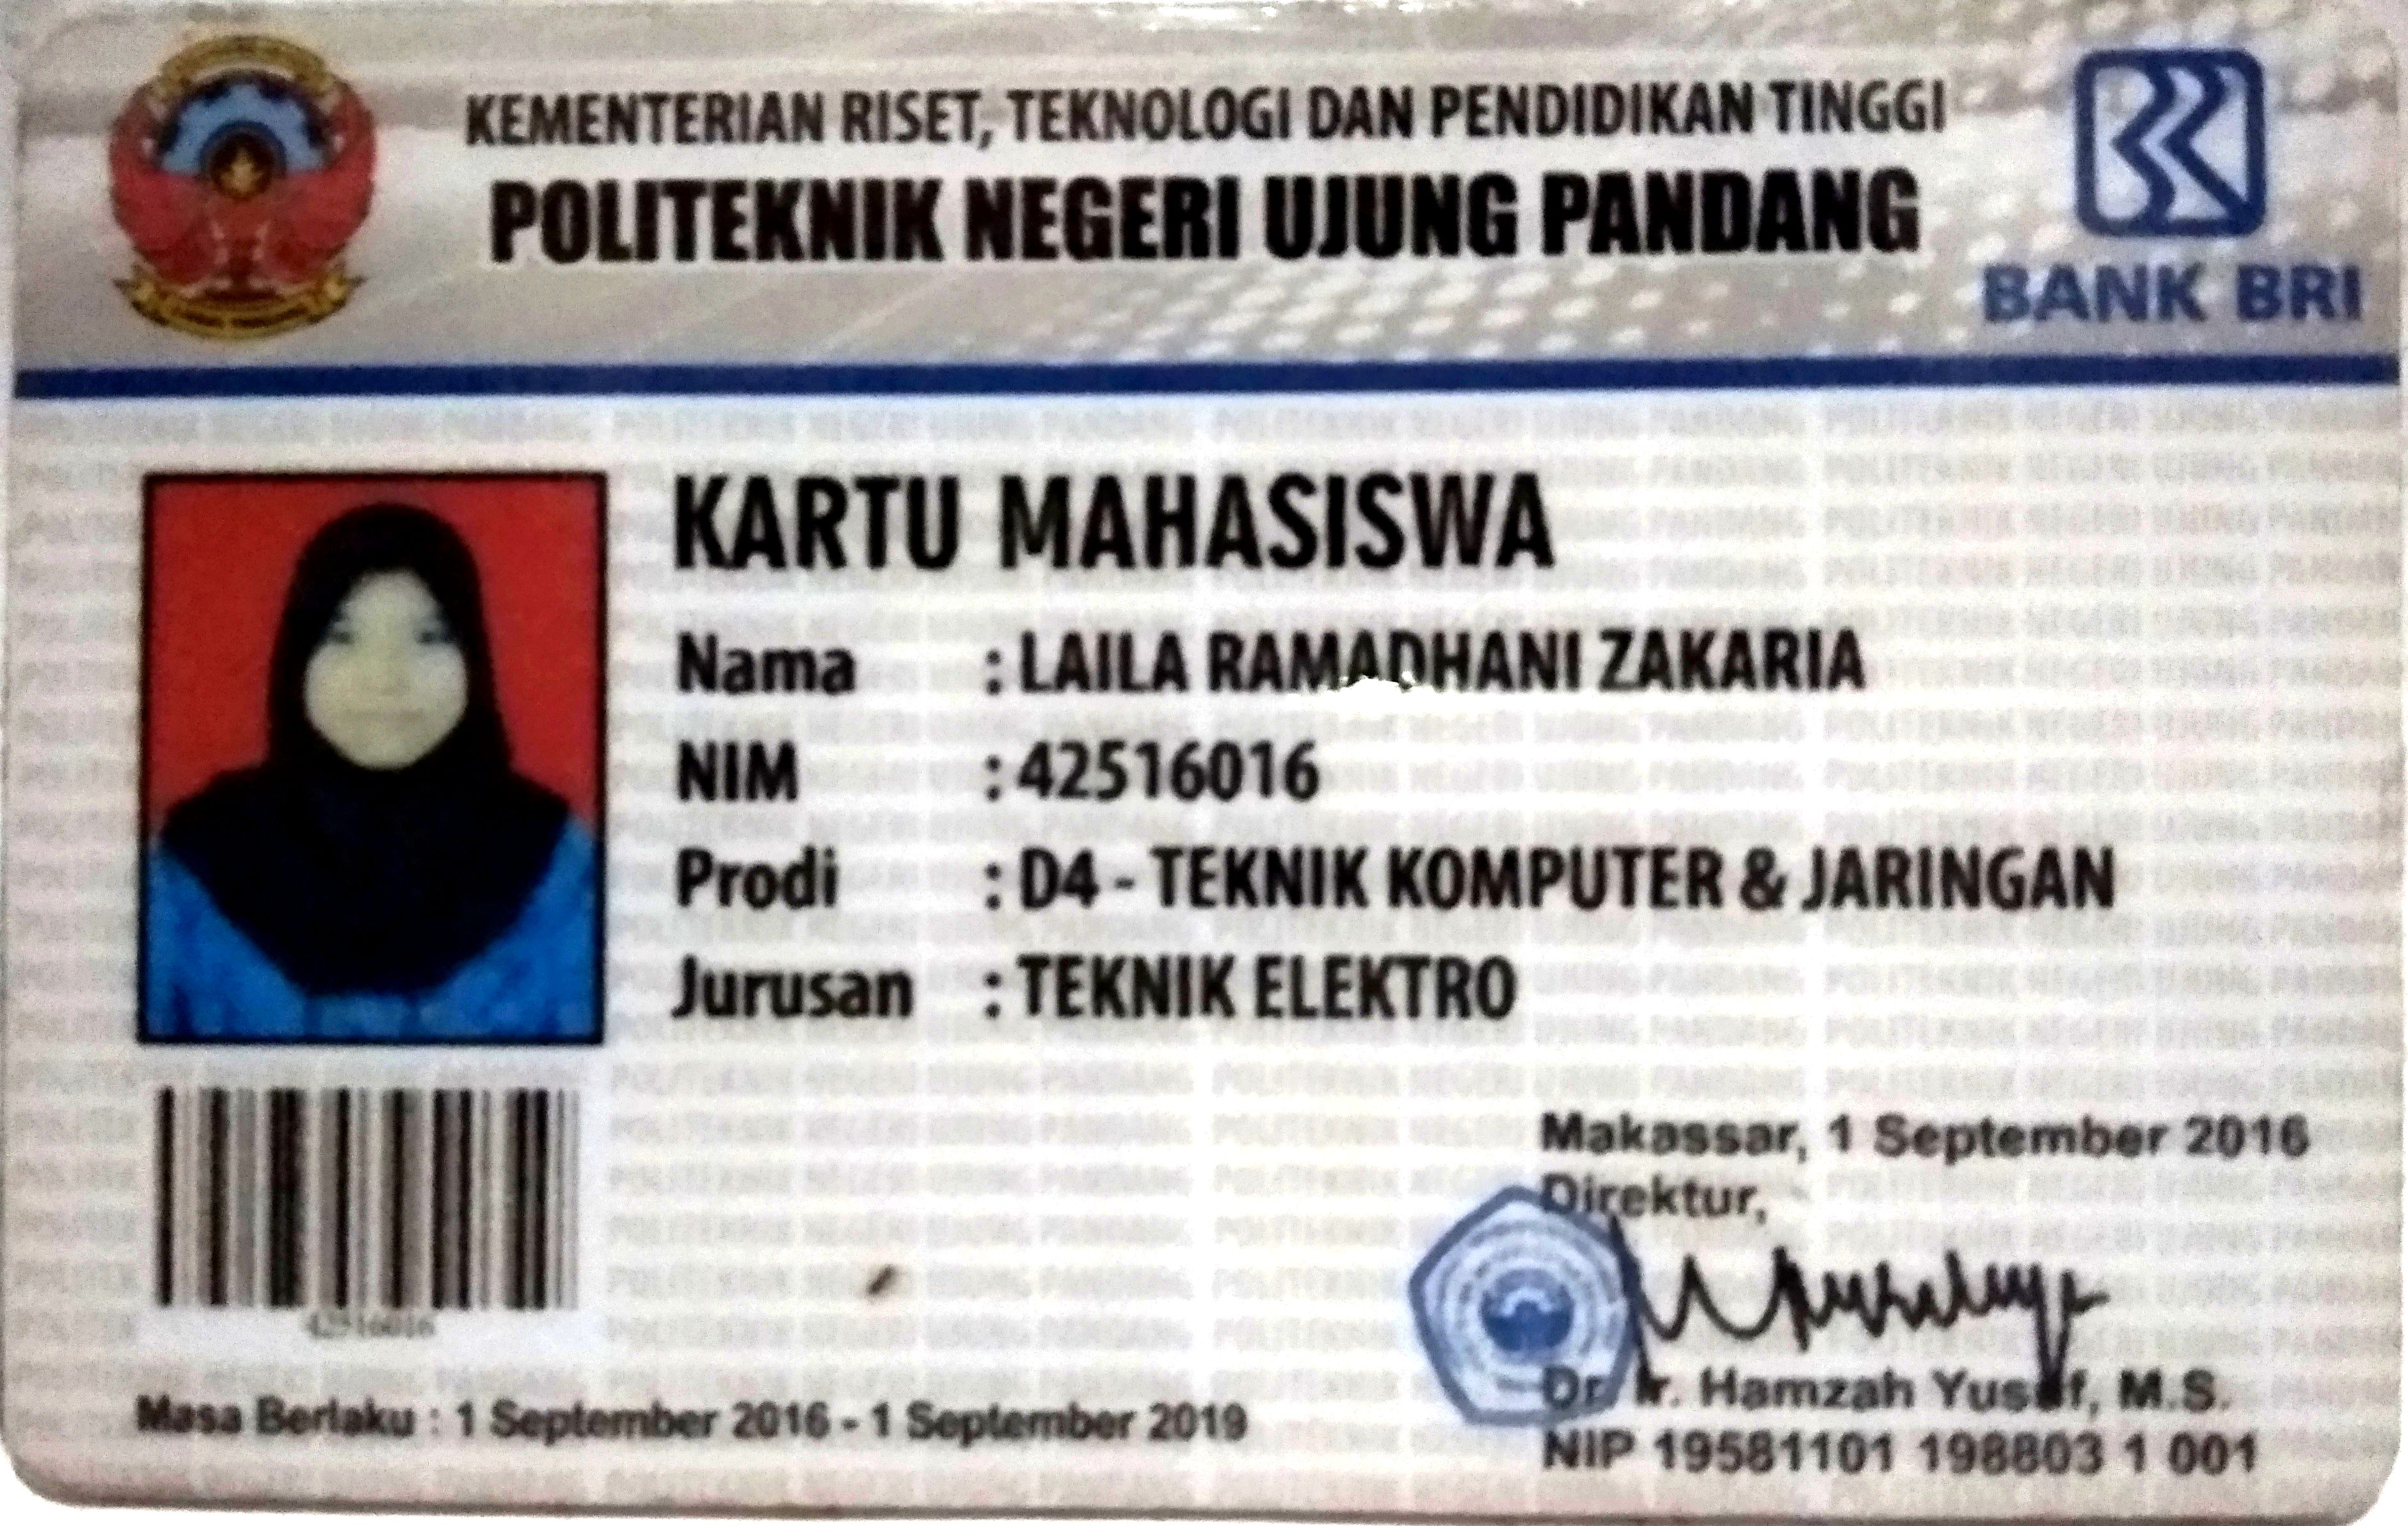 KEMENTERIAN RISET, TEKNOLOGI DAN PENDIDIKAN TINGGI
POLITEKNIK NEGERI UJUNG PANDANG
BANK BRI
KARTU MAHASISWA
Nama : LAILA RAMADHANI ZAKARIA
NIM : 42516016
Prodi : D4 - TEKNIK KOMPUTER & JARINGAN
Jurusan : TEKNIK ELEKTRO
42516016
Makassar, 1 September 2016
Direktur,
Dr. Ir. Hamzah Yusuf, M.S.
NIP 19581101 198803 1 001
Masa Berlaku : 1 September 2016 - 1 September 2019